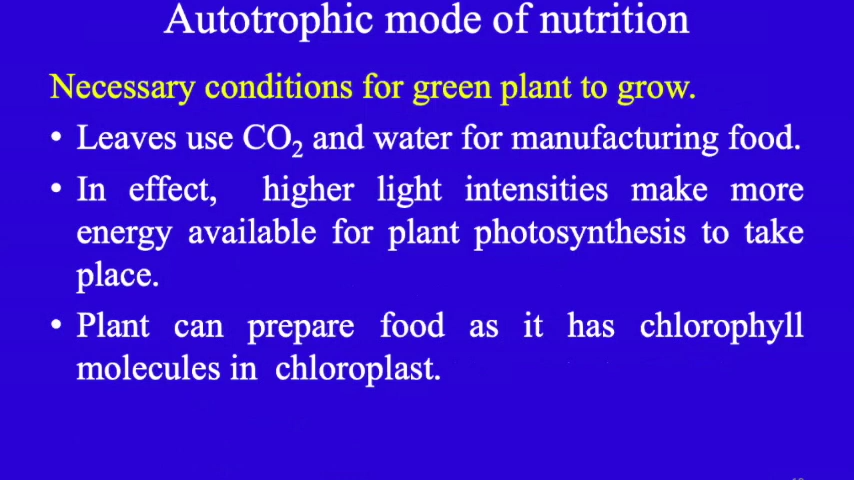 Autotrophic mode of nutrition
Necessary conditions for green plant to grow.
• Leaves use CO₂ and water for manufacturing food.
• In effect, higher light intensities make more
energy available for plant photosynthesis to take
place.
• Plant can prepare food as it has chlorophyll
molecules in chloroplast.